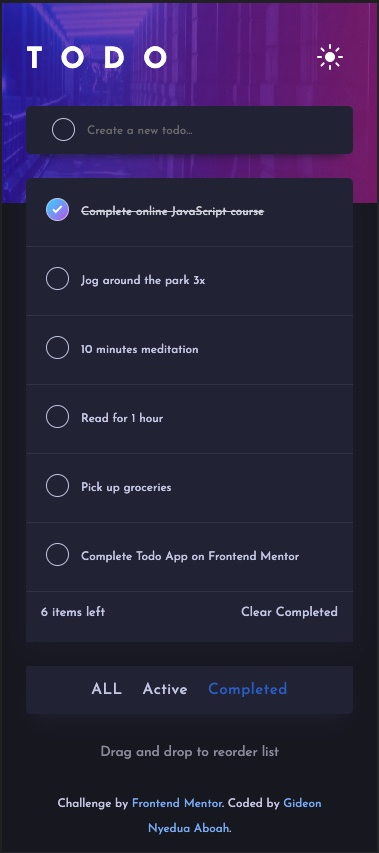 TODO
Create a new todo...
Complete online JavaScript course
Jog around the park 3x
10 minutes meditation
Read for 1 hour
Pick up groceries
Complete Todo App on Frontend Mentor
6 items left
Clear Completed
ALL Active Completed
Drag and drop to reorder list
Challenge by Frontend Mentor. Coded by Gideon
Nyedua Aboah.